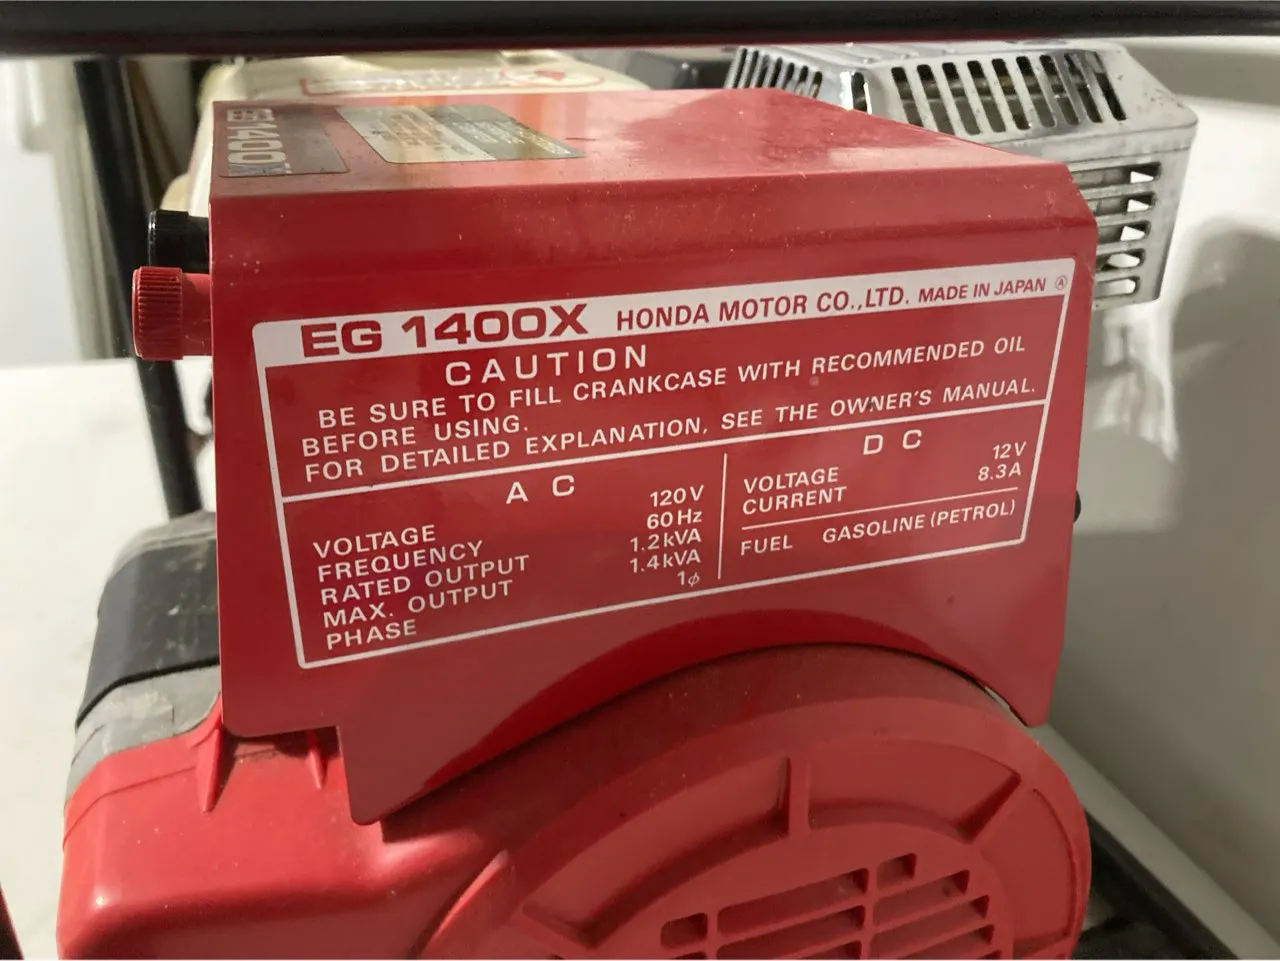 EG1400X
EG 1400X HONDA MOTOR CO.,LTD. MADE IN JAPAN Ⓐ
CAUTION
BE SURE TO FILL CRANKCASE WITH RECOMMENDED OIL
BEFORE USING.
FOR DETAILED EXPLANATION, SEE THE OWNER'S MANUAL.
A C
VOLTAGE 120V
FREQUENCY 60Hz
RATED OUTPUT 1.2kVA
MAX. OUTPUT 1.4kVA
PHASE 1φ
D C
VOLTAGE 12V
CURRENT 8.3A
FUEL GASOLINE (PETROL)